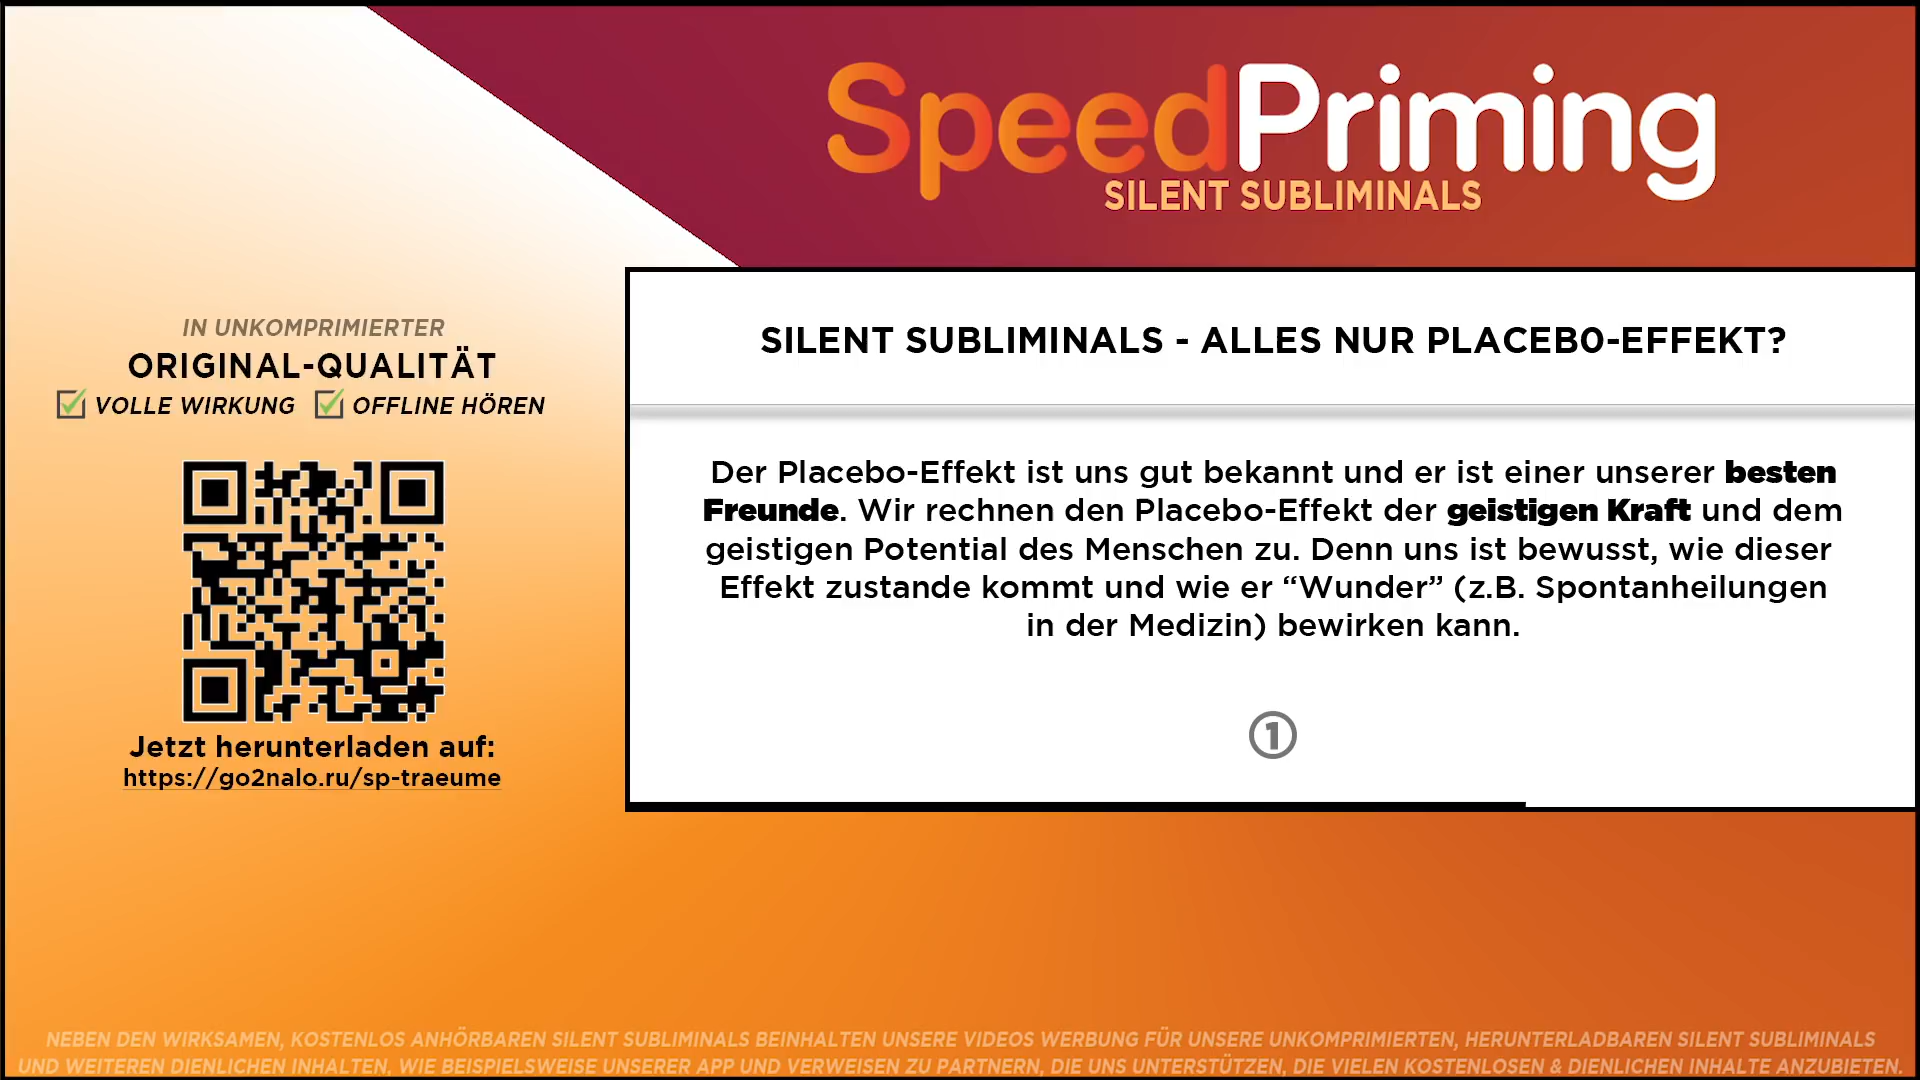 SpeedPriming
SILENT SUBLIMINALS
IN UNKOMPRIMIERTER
ORIGINAL-QUALITÄT
VOLLE WIRKUNG OFFLINE HÖREN
Jetzt herunterladen auf:
https://go2nalo.ru/sp-traeume
SILENT SUBLIMINALS - ALLES NUR PLACEB0-EFFEKT?
Der Placebo-Effekt ist uns gut bekannt und er ist einer unserer besten
Freunde. Wir rechnen den Placebo-Effekt der geistigen Kraft und dem
geistigen Potential des Menschen zu. Denn uns ist bewusst, wie dieser
Effekt zustande kommt und wie er “Wunder” (z.B. Spontanheilungen
in der Medizin) bewirken kann.
①
NEBEN DEN WIRKSAMEN, KOSTENLOS ANHÖRBAREN SILENT SUBLIMINALS BEINHALTEN UNSERE VIDEOS WERBUNG FÜR UNSERE UNKOMPRIMIERTEN, HERUNTERLADBAREN SILENT SUBLIMINALS
UND WEITEREN DIENLICHEN INHALTEN, WIE BEISPIELSWEISE UNSERER APP UND VERWEISEN ZU PARTNERN, DIE UNS UNTERSTÜTZEN, DIE VIELEN KOSTENLOSEN & DIENLICHEN INHALTE ANZUBIETEN.